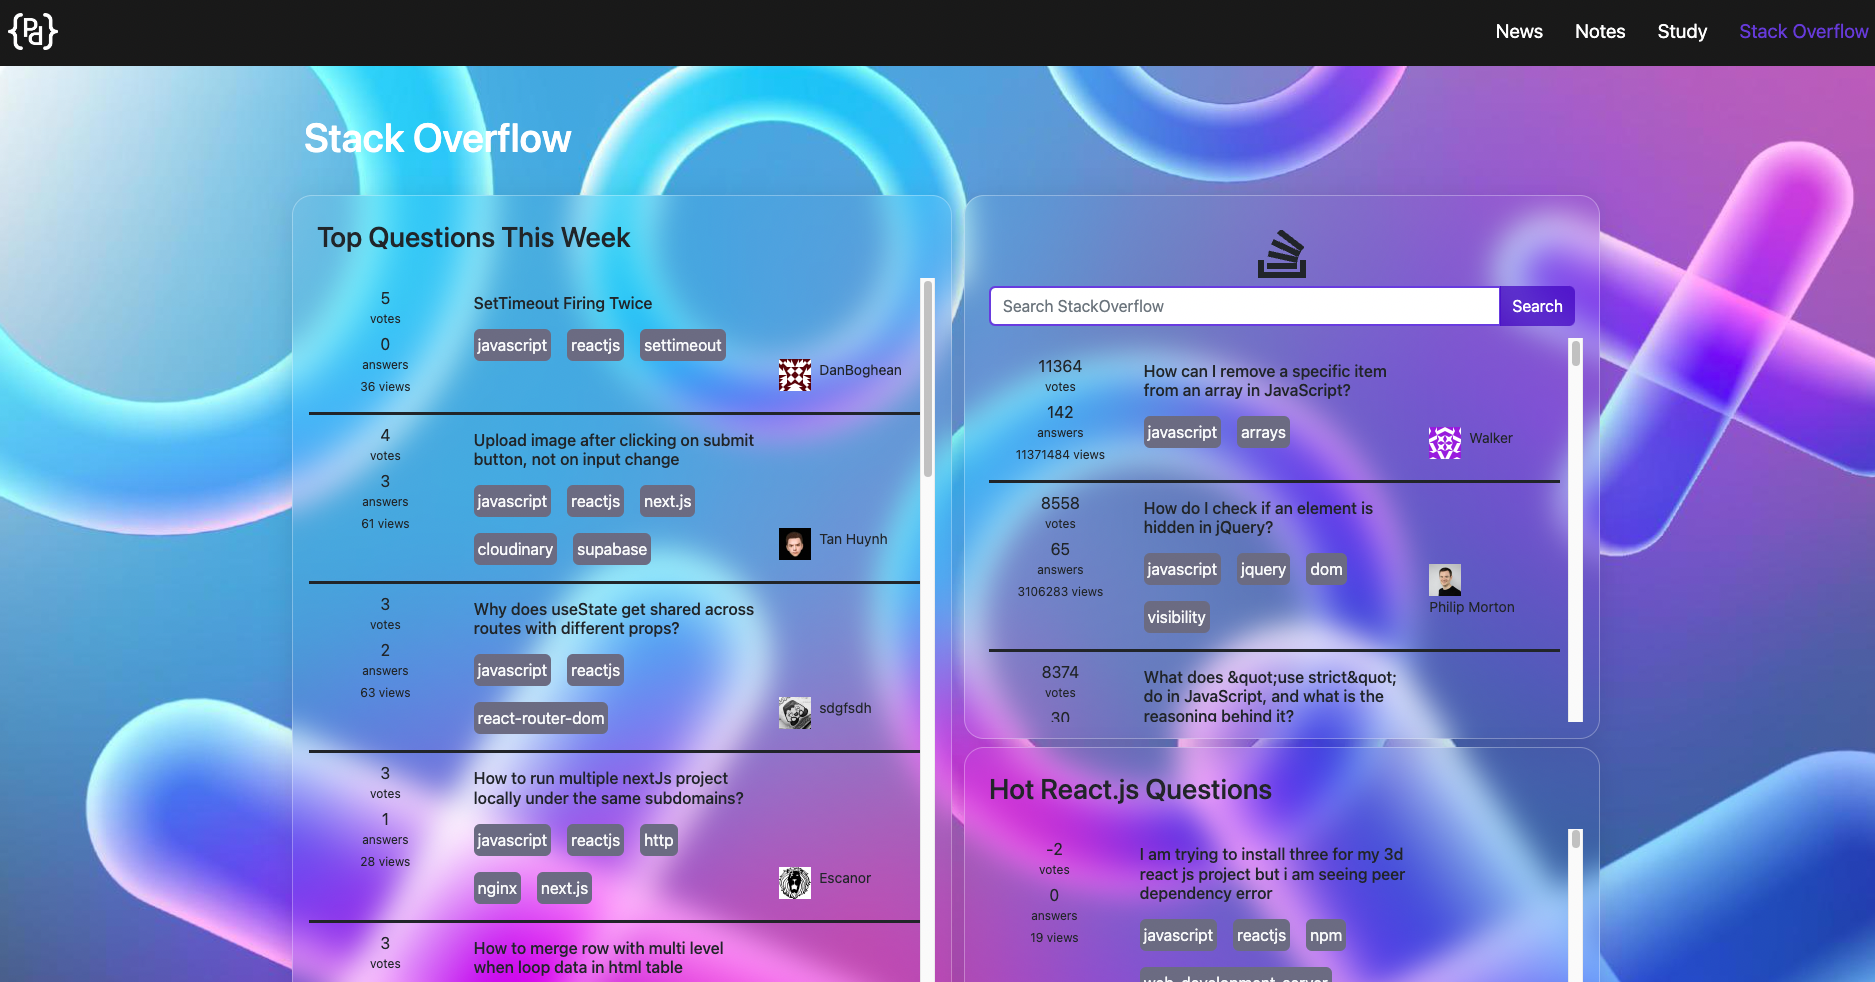 {Pd}
News
Notes
Study
Stack Overflow
Stack Overflow
Top Questions This Week
5
votes
0
answers
36 views
SetTimeout Firing Twice
javascript reactjs settimeout
DanBoghean
4
votes
3
answers
61 views
Upload image after clicking on submit
button, not on input change
javascript reactjs next.js
cloudinary supabase
Tan Huynh
3
votes
2
answers
63 views
Why does useState get shared across
routes with different props?
javascript reactjs
react-router-dom
sdgfsdh
3
votes
1
answers
28 views
How to run multiple nextJs project
locally under the same subdomains?
javascript reactjs http
nginx next.js
Escanor
3
votes
How to merge row with multi level
when loop data in html table
Search StackOverflow
Search
11364
votes
142
answers
11371484 views
How can I remove a specific item
from an array in JavaScript?
javascript arrays
Walker
8558
votes
65
answers
3106283 views
How do I check if an element is
hidden in jQuery?
javascript jquery dom
visibility
Philip Morton
8374
votes
30
What does &quot;use strict&quot;
do in JavaScript, and what is the
reasoning behind it?
Hot React.js Questions
-2
votes
0
answers
19 views
I am trying to install three for my 3d
react js project but i am seeing peer
dependency error
javascript reactjs npm
web-development-server